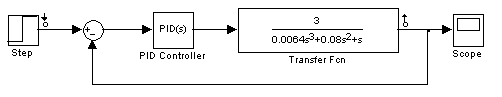 PID(s)
3
0.0064s³+0.08s²+s
Step
PID Controller
Transfer Fcn
Scope